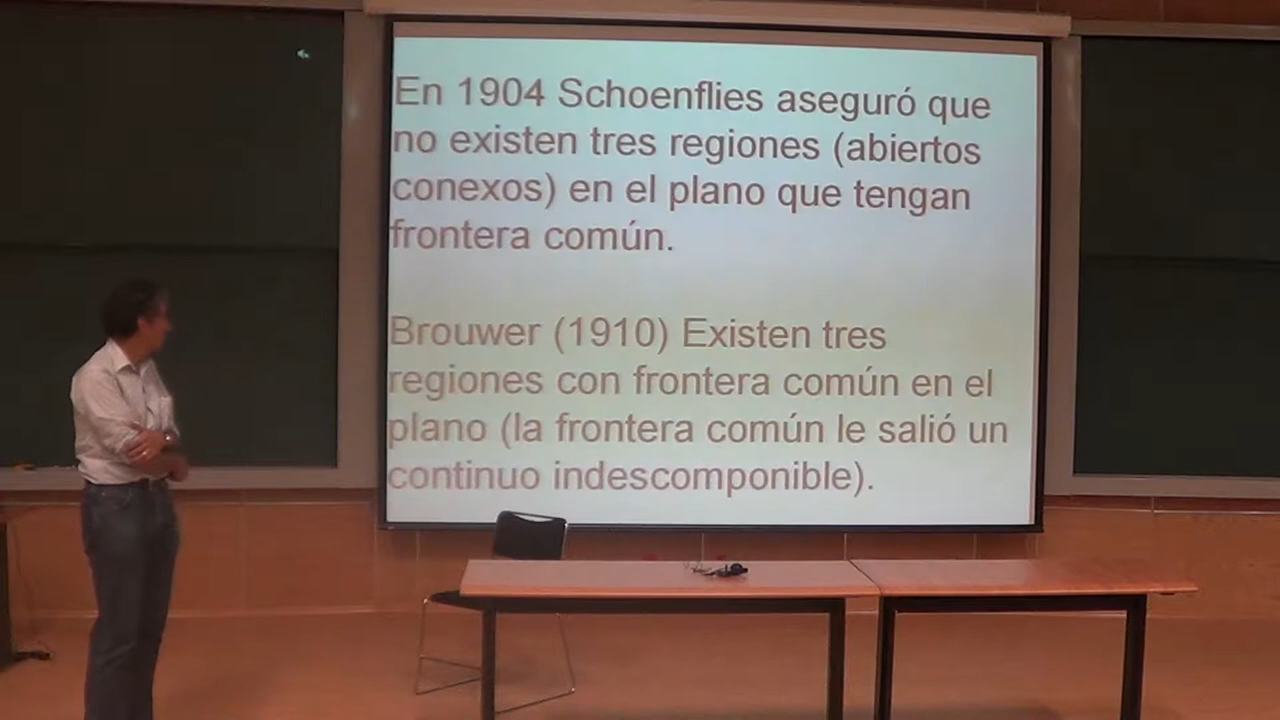 En 1904 Schoenflies aseguró que
no existen tres regiones (abiertos
conexos) en el plano que tengan
frontera común.
Brouwer (1910) Existen tres
regiones con frontera común en el
plano (la frontera común le salió un
continuo indescomponible).